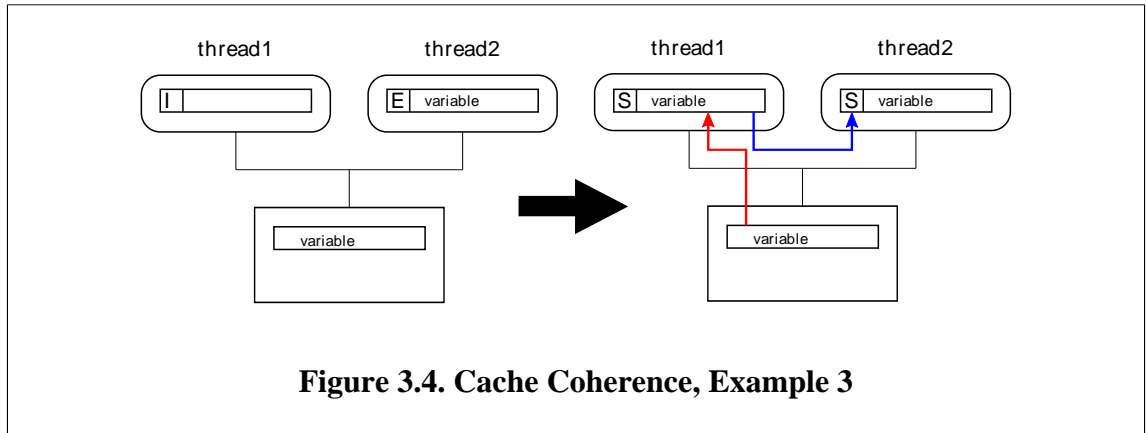 thread1
thread2
thread1
thread2
I
E variable
S variable
S variable
variable
variable
Figure 3.4. Cache Coherence, Example 3